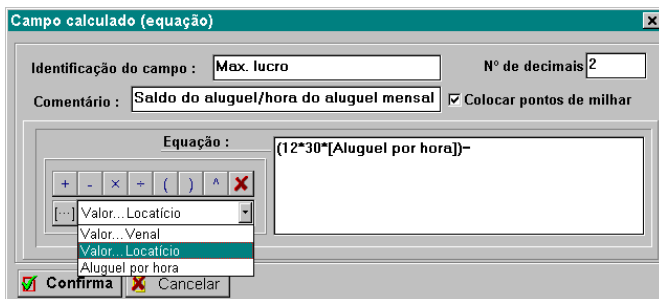 Campo calculado (equação)
Identificação do campo : Max. lucro Nº de decimais 2
Comentário : Saldo do aluguel/hora do aluguel mensal Colocar pontos de milhar
Equação : (12*30*[Aluguel por hora])-
+ - × ÷ ( ) ^ X
[...] Valor...Locatício
Valor...Venal
Valor...Locatício
Aluguel por hora
Confirma Cancelar